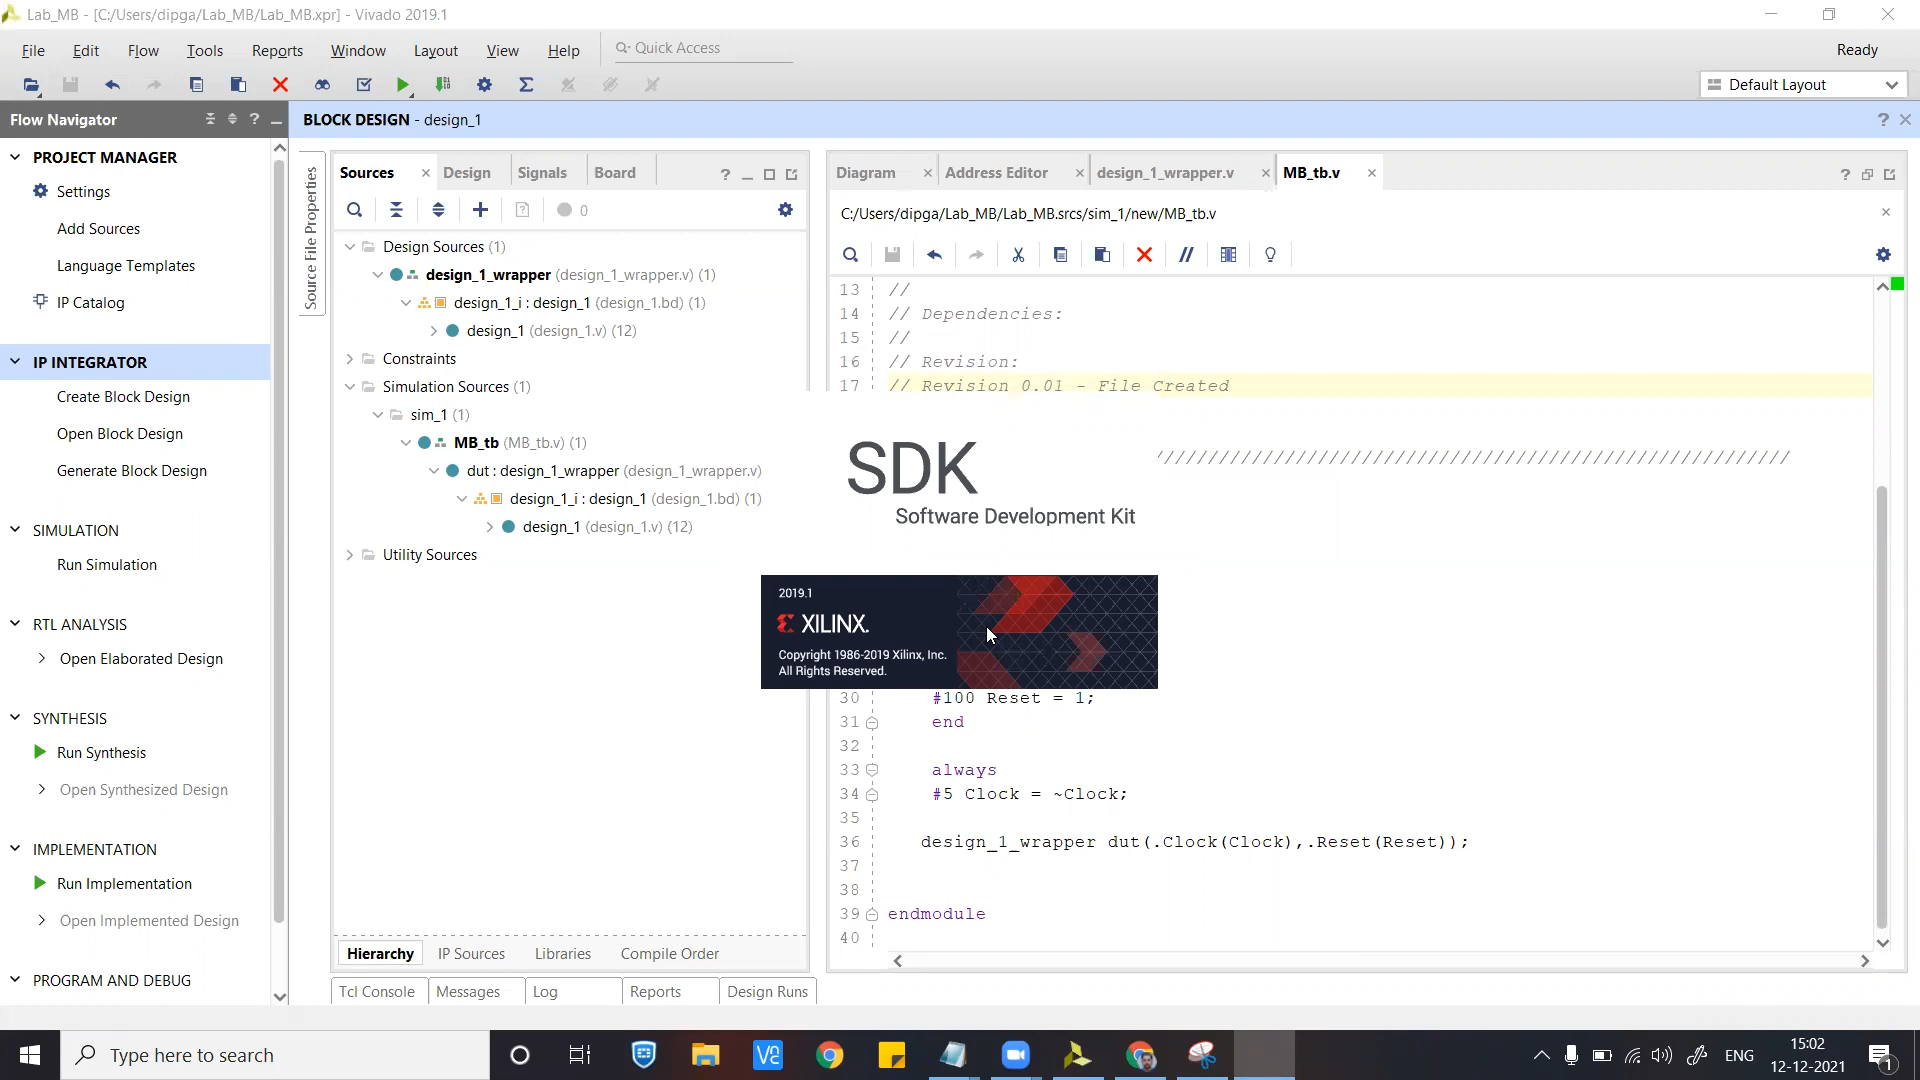 Lab_MB - [C:/Users/dipga/Lab_MB/Lab_MB.xpr] - Vivado 2019.1
File Edit Flow Tools Reports Window Layout View Help Quick Access Ready
Default Layout
Flow Navigator
PROJECT MANAGER
Settings
Add Sources
Language Templates
IP Catalog
IP INTEGRATOR
Create Block Design
Open Block Design
Generate Block Design
SIMULATION
Run Simulation
RTL ANALYSIS
Open Elaborated Design
SYNTHESIS
Run Synthesis
Open Synthesized Design
IMPLEMENTATION
Run Implementation
Open Implemented Design
PROGRAM AND DEBUG
BLOCK DESIGN - design_1
Source File Properties
Sources Design Signals Board
0
Design Sources (1)
design_1_wrapper (design_1_wrapper.v) (1)
design_1_i : design_1 (design_1.bd) (1)
design_1 (design_1.v) (12)
Constraints
Simulation Sources (1)
sim_1 (1)
MB_tb (MB_tb.v) (1)
dut : design_1_wrapper (design_1_wrapper.v)
design_1_i : design_1 (design_1.bd) (1)
design_1 (design_1.v) (12)
Utility Sources
Hierarchy IP Sources Libraries Compile Order
Tcl Console Messages Log Reports Design Runs
Diagram Address Editor design_1_wrapper.v MB_tb.v
C:/Users/dipga/Lab_MB/Lab_MB.srcs/sim_1/new/MB_tb.v
13 //
14 // Dependencies:
15 //
16 // Revision:
17 // Revision 0.01 - File Created
//////////////////////////////////////////////////////////
SDK
Software Development Kit
2019.1
XILINX.
Copyright 1986-2019 Xilinx, Inc.
All Rights Reserved.
30 #100 Reset = 1;
31 end
32
33 always
34 #5 Clock = ~Clock;
35
36 design_1_wrapper dut(.Clock(Clock),.Reset(Reset));
37
38
39 endmodule
40
Type here to search
ENG
15:02
12-12-2021
1